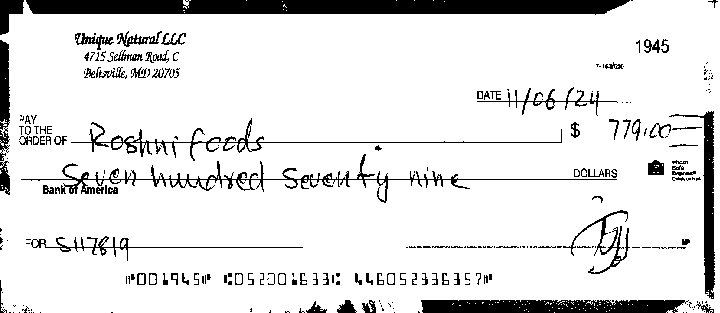 Unique Natural LLC
4715 Sellman Road, C
Beltsville, MD 20705
1945
DATE 11/06/24
PAY
TO THE
ORDER OF Roshni foods $ 779.00
Seven hundred seventy nine DOLLARS
Bank of America
FOR S117819
⑈001945⑈ ⑆052001633⑆ 446052336357⑈